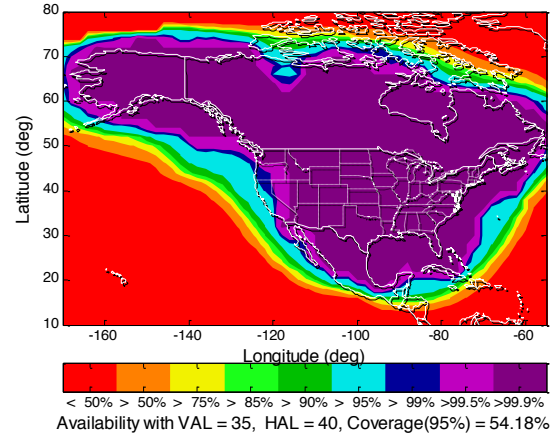 80
70
60
50
40
30
20
10
Latitude (deg)
-160 -140 -120 -100 -80 -60
Longitude (deg)
< 50% > 50% > 75% > 85% > 90% > 95% > 99% >99.5% >99.9%
Availability with VAL = 35, HAL = 40, Coverage(95%) = 54.18%